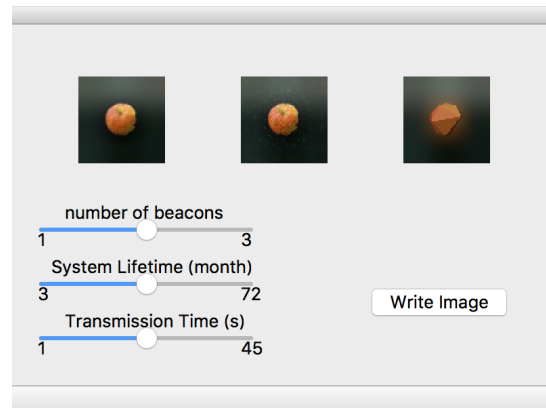 number of beacons
1 3
System Lifetime (month)
3 72
Write Image
Transmission Time (s)
1 45